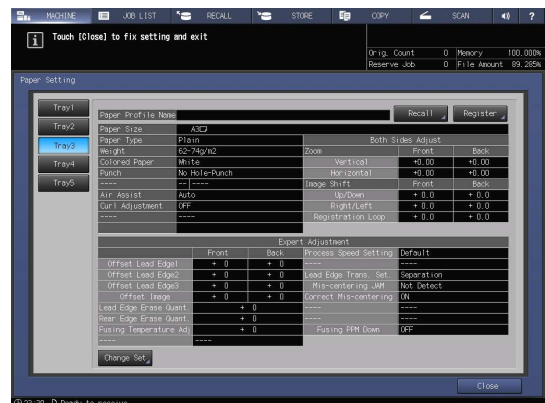 MACHINE JOB LIST RECALL STORE COPY SCAN ?
Touch [Close] to fix setting and exit
Orig. Count 0 Memory 100.000%
Reserve Job 0 File Amount 89.285%
Paper Setting
Tray1
Tray2
Tray3
Tray4
Tray5
Paper Profile Name Recall Register
Paper Size A3
Paper Type Plain Both Sides Adjust
Weight 62-74g/m2 Zoom Front Back
Colored Paper White Vertical +0.00 +0.00
Punch No Hole-Punch Horizontal +0.00 +0.00
---- -- ---- Image Shift Front Back
Air Assist Auto Up/Down + 0.0 + 0.0
Curl Adjustment OFF Right/Left + 0.0 + 0.0
---- ---- Registration Loop + 0.0 + 0.0
Expert Adjustment
Front Back Process Speed Setting Default
Offset Lead Edge1 + 0 + 0 ---- ----
Offset Lead Edge2 + 0 + 0 Lead Edge Trans. Set. Separation
Offset Lead Edge3 + 0 + 0 Mis-centering JAM Not Detect
Offset Image + 0 + 0 Correct Mis-centering ON
Lead Edge Erase Quant. + 0 ---- ----
Rear Edge Erase Quant. + 0 ---- ----
Fusing Temperature Adj + 0 Fusing PPM Down OFF
---- ----
Change Set
Close
Ready to receive